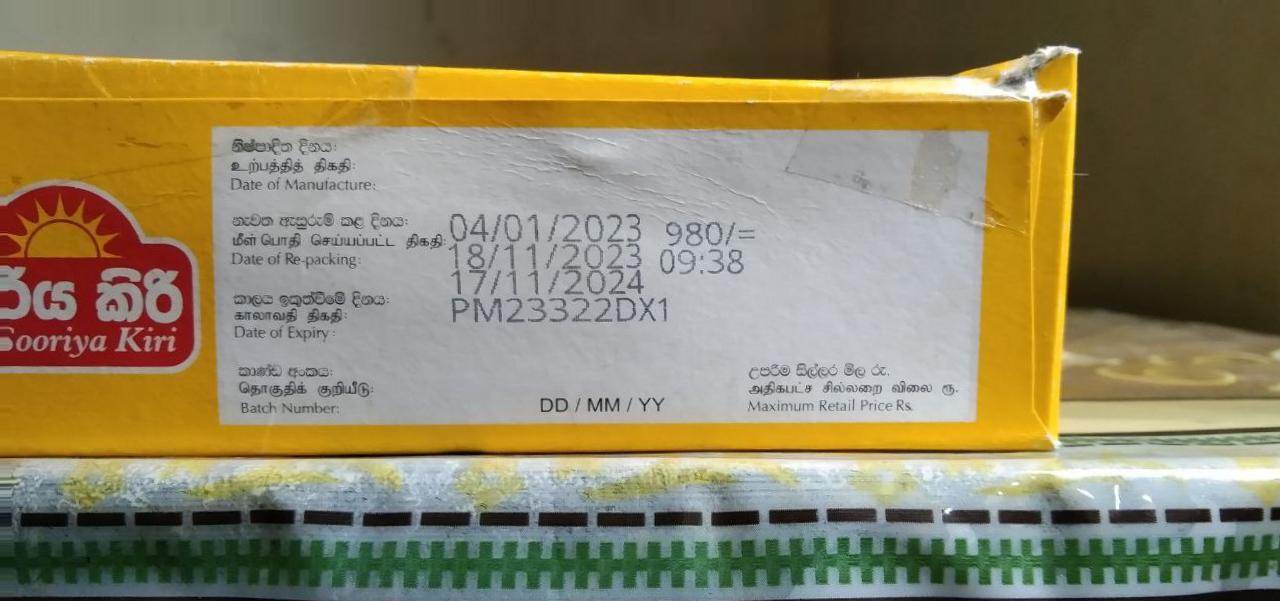 නිෂ්පාදිත දිනය:
உற்பத்தித் திகதி:
Date of Manufacture:
නැවත ඇසුරුම් කළ දිනය:
மீள் பொதி செய்யப்பட்ட திகதி:
Date of Re-packing:
04/01/2023 980/=
18/11/2023 09:38
17/11/2024
PM23322DX1
කාලය ඉකුත්වීමේ දිනය:
காலாவதி திகதி:
Date of Expiry:
කාණ්ඩ අංකය:
தொகுதிக் குறியீடு:
Batch Number:
DD / MM / YY
උපරිම සිල්ලර මිල රු.
அதிகபட்ச சில்லறை விலை ரூ.
Maximum Retail Price Rs.
රිය කිරි
Sooriya Kiri